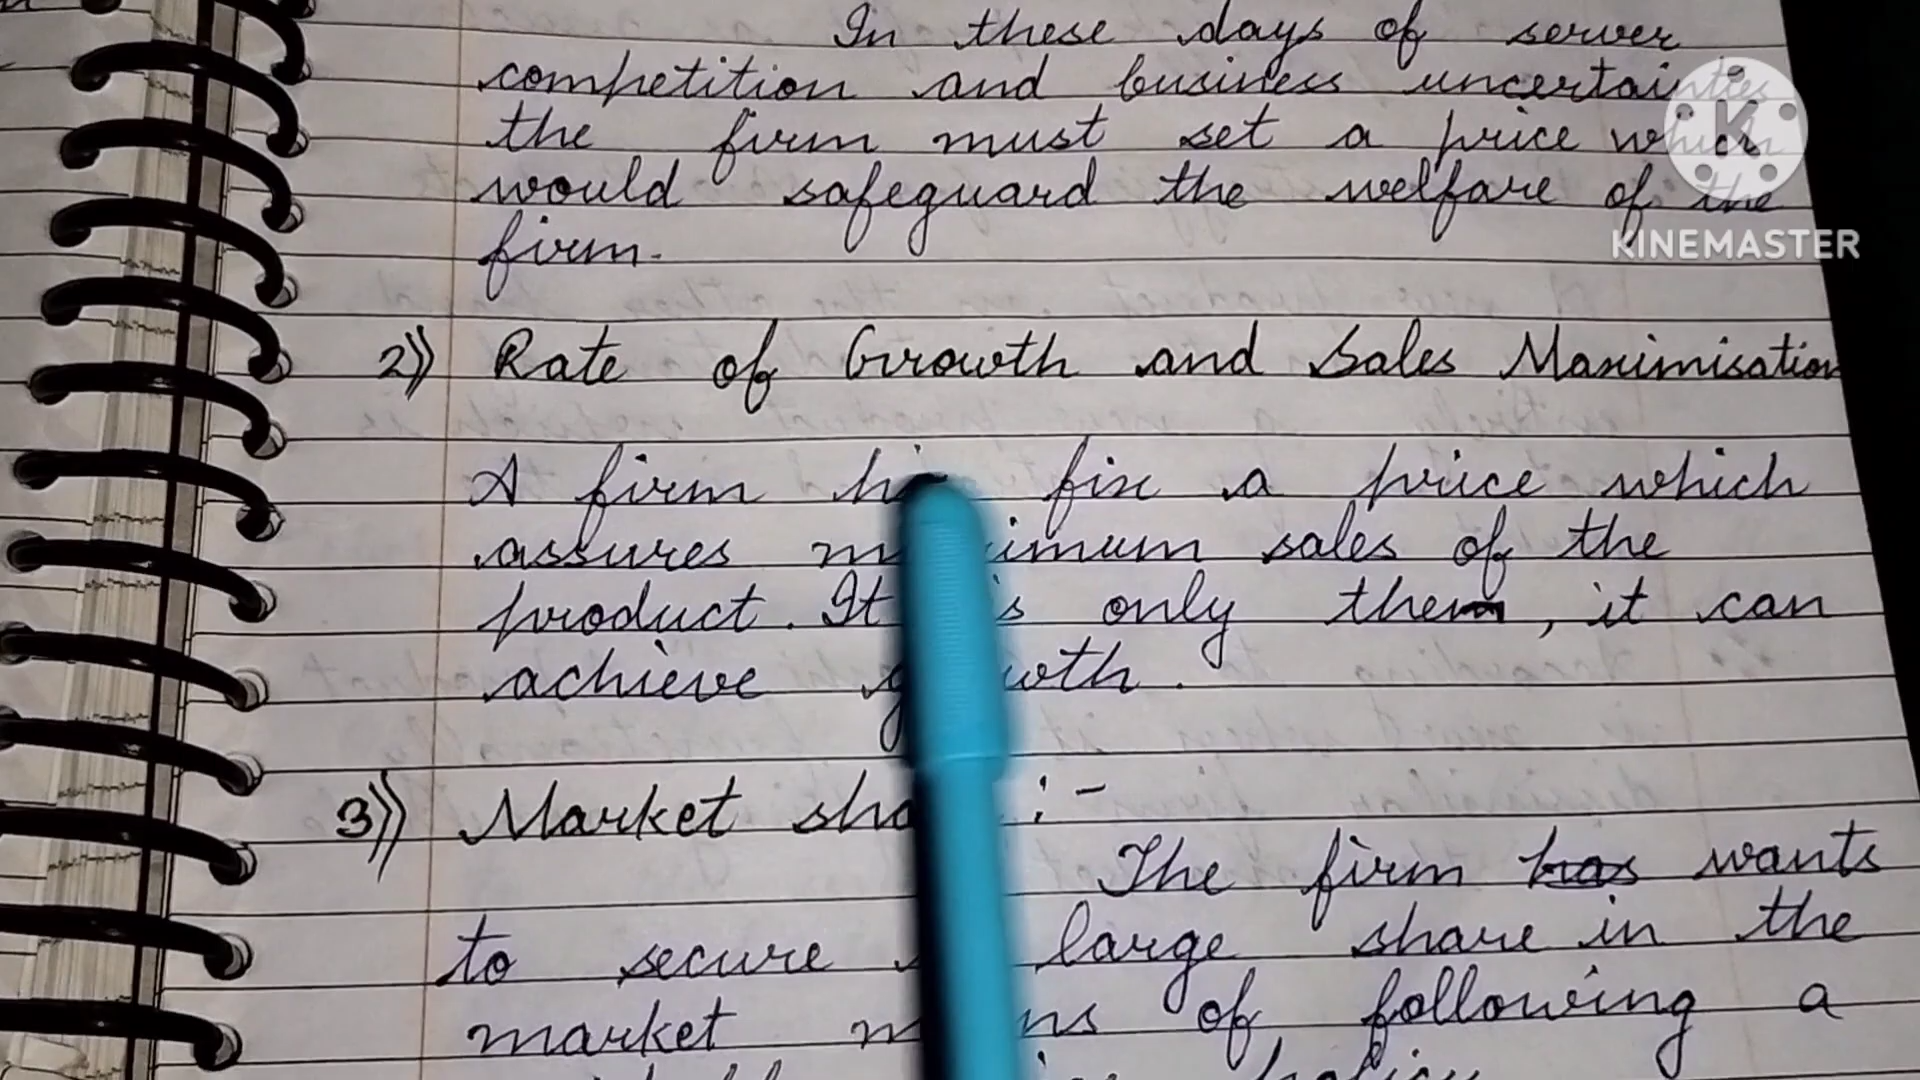 In these days of server
competition and business uncertainties
the firm must set a price which
would safeguard the welfare of the
firm.
KINEMASTER
2) Rate of Growth and Sales Maximisation
A firm fix a price which
assures maximum sales of the
product. It is only then, it can
achieve growth.
3) Market share :-
The firm has wants
to secure large share in the
market means of following a
policy